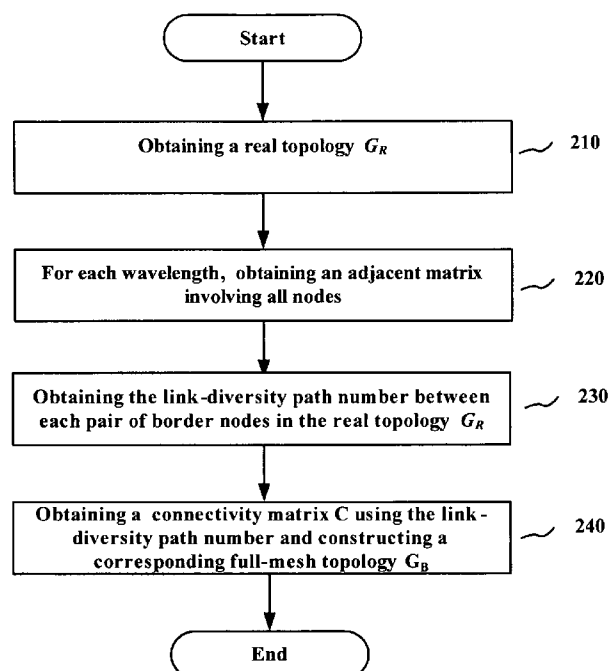 Start
Obtaining a real topology G_R
210
For each wavelength, obtaining an adjacent matrix
involving all nodes
220
Obtaining the link-diversity path number between
each pair of border nodes in the real topology G_R
230
Obtaining a connectivity matrix C using the link-
diversity path number and constructing a
corresponding full-mesh topology G_B
240
End